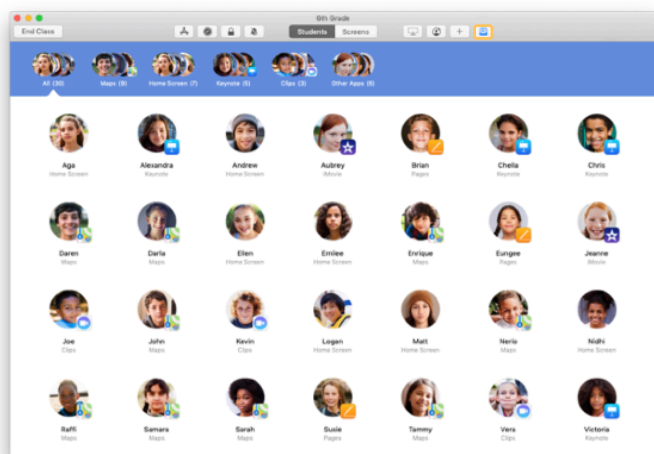 6th Grade
End Class
Students Screens
All (30) Maps (9) Home Screen (7) Keynote (5) Clips (3) Other Apps (6)
Aga Alexandra Andrew Aubrey Brian Chella Chris
Home Screen Keynote Home Screen iMovie Pages Keynote Keynote
Daren Darla Ellen Emilee Enrique Eungee Jeanne
Maps Maps Home Screen Home Screen Maps Pages iMovie
Joe John Kevin Logan Matt Nerio Nidhi
Clips Maps Clips Home Screen Home Screen Maps Home Screen
Raffi Samara Sarah Susie Tammy Vera Victoria
Maps Maps Maps Pages Maps Clips Keynote